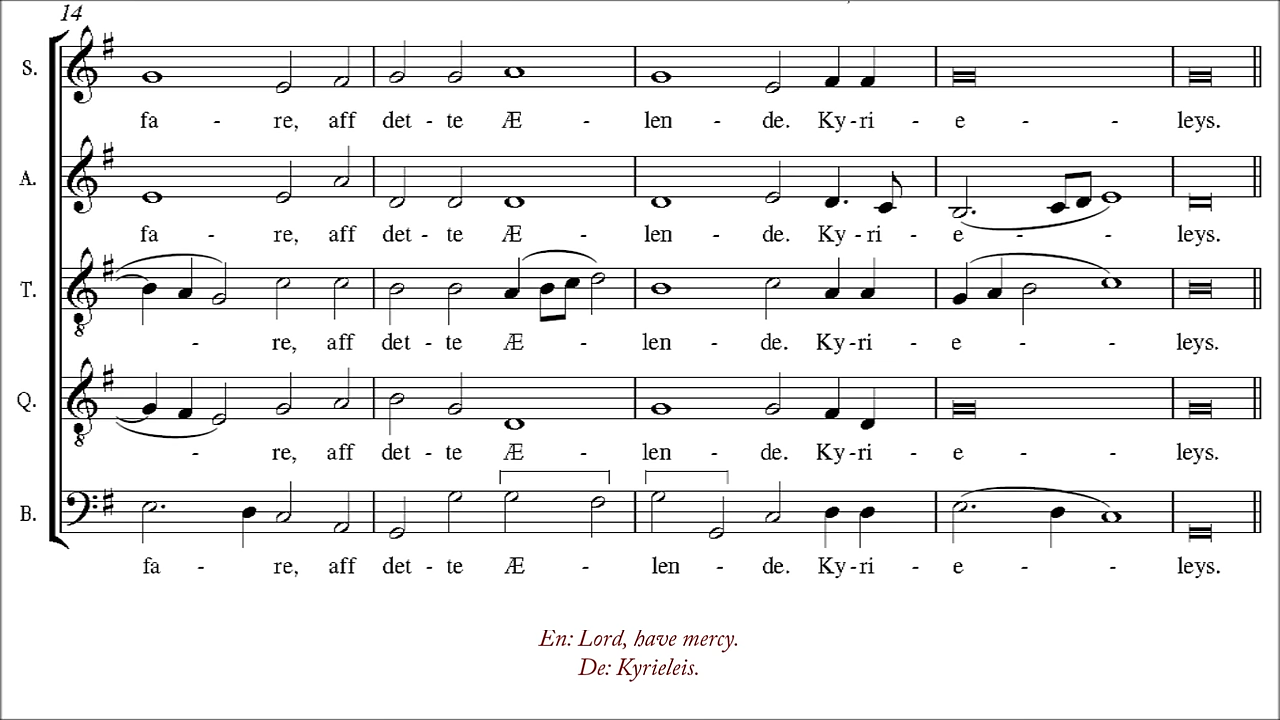 14
S.
fa - re, aff det - te Æ - len - de. Ky - ri - e - - leys.
A.
fa - re, aff det - te Æ - len - de. Ky - ri - e - - leys.
T.
- re, aff det - te Æ - len - de. Ky - ri - e - - leys.
Q.
- re, aff det - te Æ - len - de. Ky - ri - e - - leys.
B.
fa - re, aff det - te Æ - len - de. Ky - ri - e - - leys.
En: Lord, have mercy.
De: Kyrieleis.